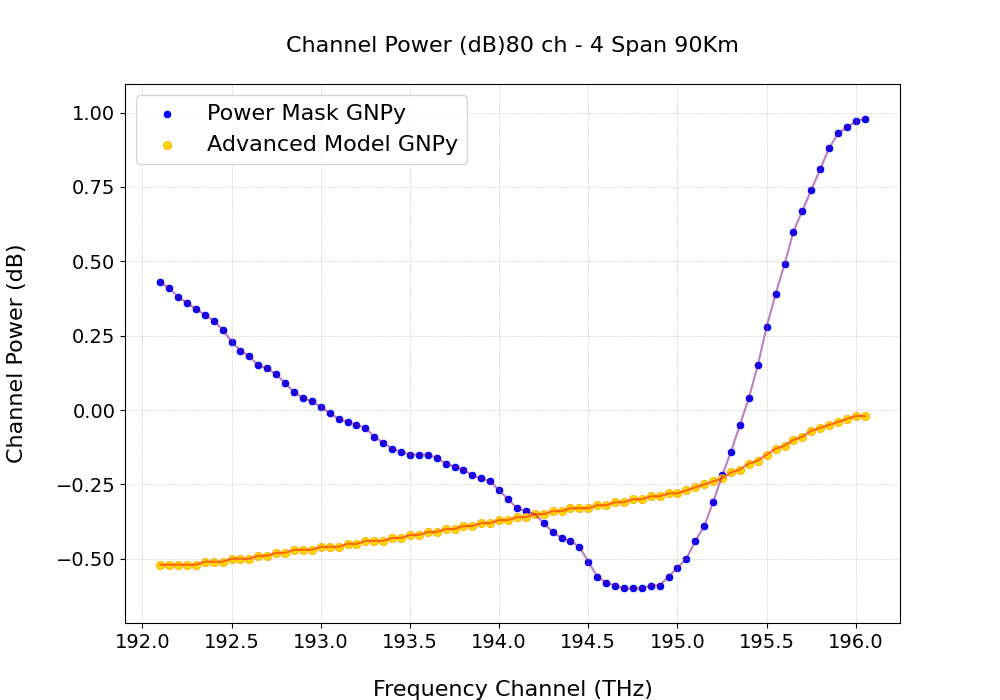 Channel Power (dB)80 ch - 4 Span 90Km
Power Mask GNPy
Advanced Model GNPy
Channel Power (dB)
1.00
0.75
0.50
0.25
0.00
−0.25
−0.50
192.0 192.5 193.0 193.5 194.0 194.5 195.0 195.5 196.0
Frequency Channel (THz)